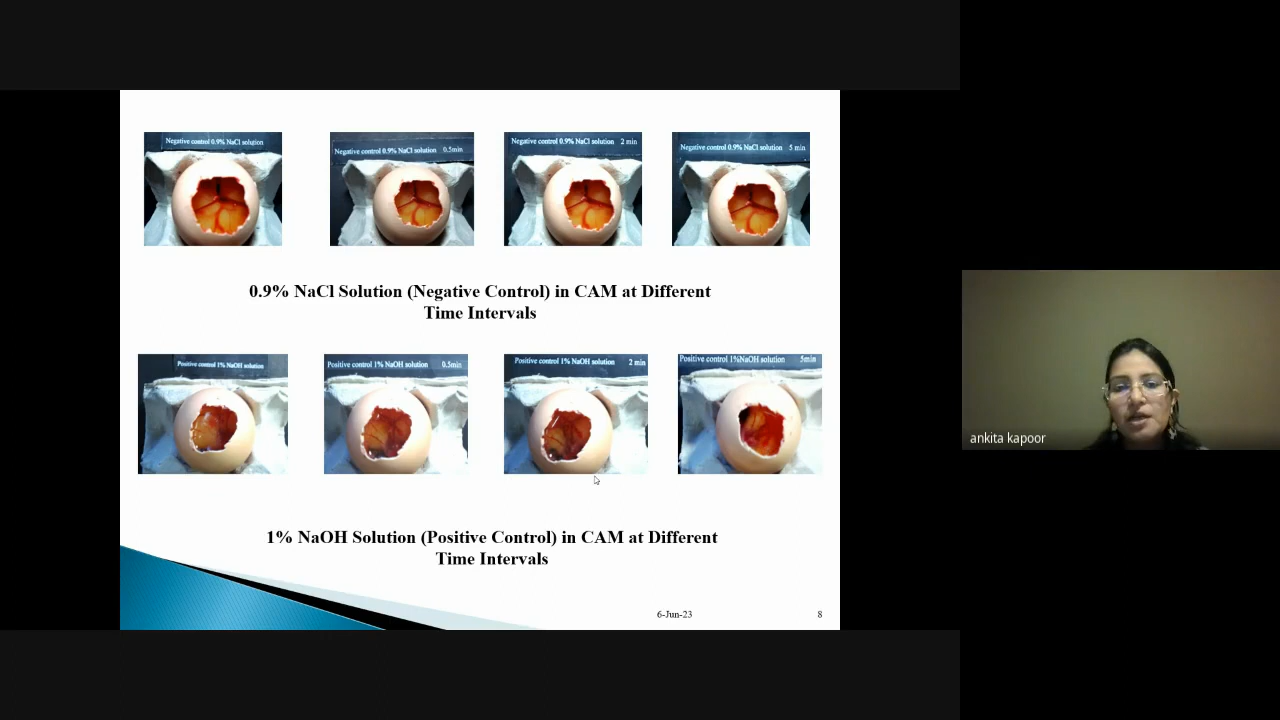 Negative control 0.9% NaCl solution
Negative control 0.9% NaCl solution 0.5min
Negative control 0.9% NaCl solution 2 min
Negative control 0.9% NaCl solution 5 min
0.9% NaCl Solution (Negative Control) in CAM at Different
Time Intervals
Positive control 1% NaOH solution
Positive control 1% NaOH solution 0.5min
Positive control 1% NaOH solution 2 min
Positive control 1%NaOH solution 5min
ankita kapoor
1% NaOH Solution (Positive Control) in CAM at Different
Time Intervals
6-Jun-23 8